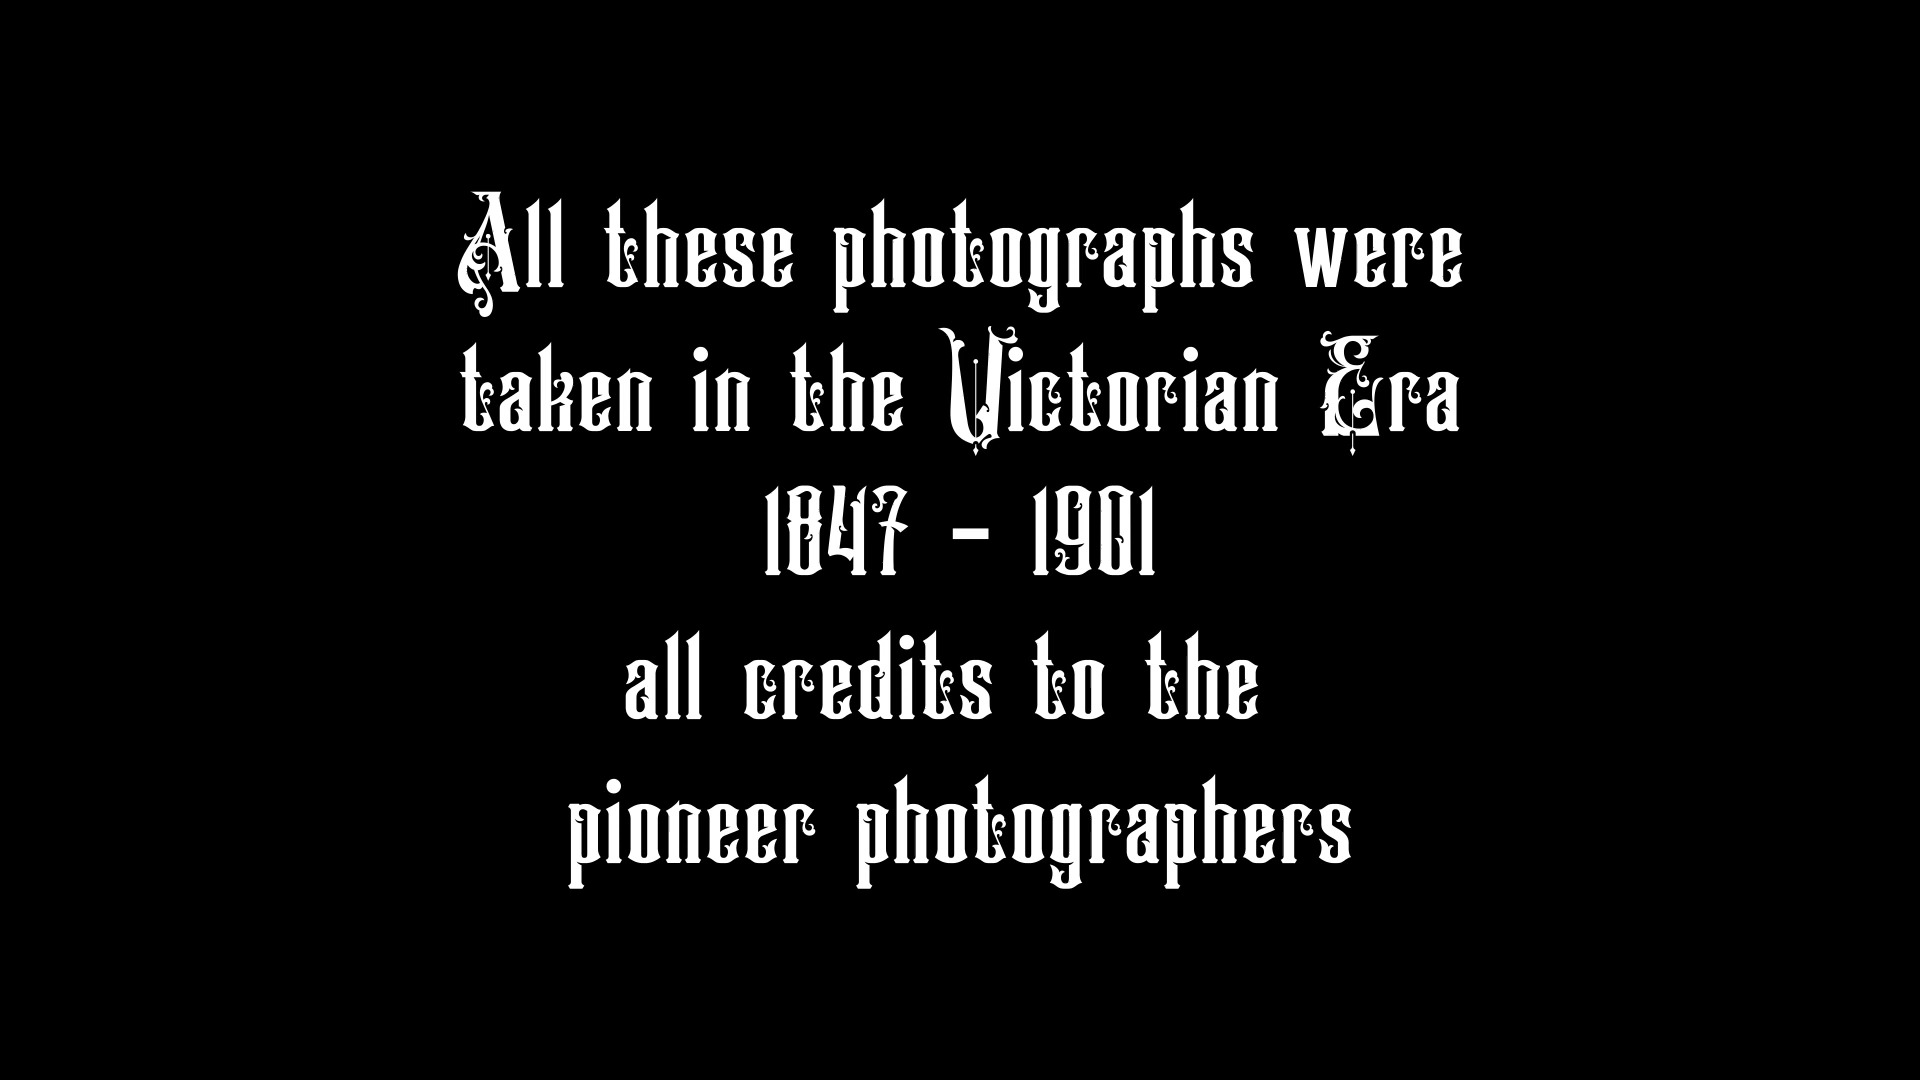 All these photographs were
taken in the Victorian Era
1847 - 1901
all credits to the
pioneer photographers